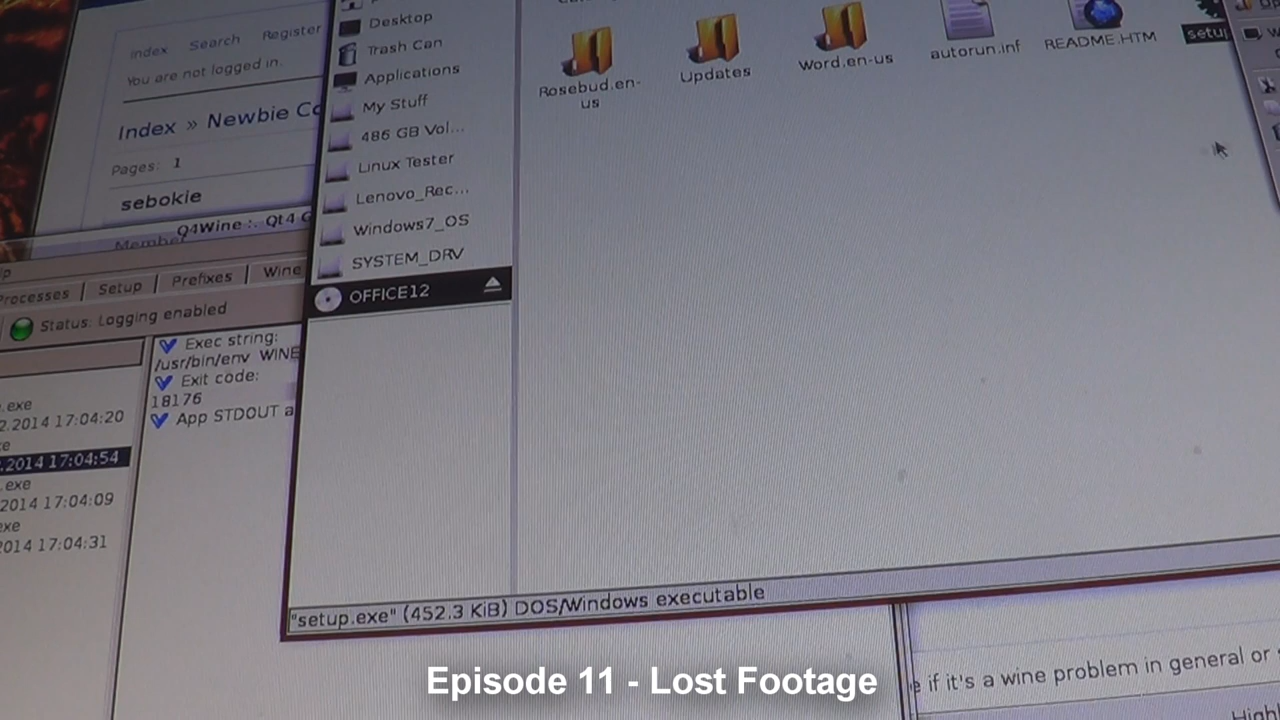 Index Search Register
You are not logged in.
Index » Newbie
Pages: 1
sebokie
Member
Q4Wine :. Qt4
Processes Setup Prefixes Wine
Status: Logging enabled
.exe
2.2014 17:04:20
.2014 17:04:54
.exe
2014 17:04:09
exe
2014 17:04:31
Exec string:
/usr/bin/env WINE
Exit code:
18176
App STDOUT a
Desktop
Trash Can
Applications
My Stuff
486 GB Vol...
Linux Tester
Lenovo_Rec...
Windows7_OS
SYSTEM_DRV
OFFICE12
Rosebud.en-us
Updates
Word.en-us
autorun.inf
README.HTM
setu
"setup.exe" (452.3 KiB) DOS/Windows executable
e if it's a wine problem in general or
Episode 11 - Lost Footage